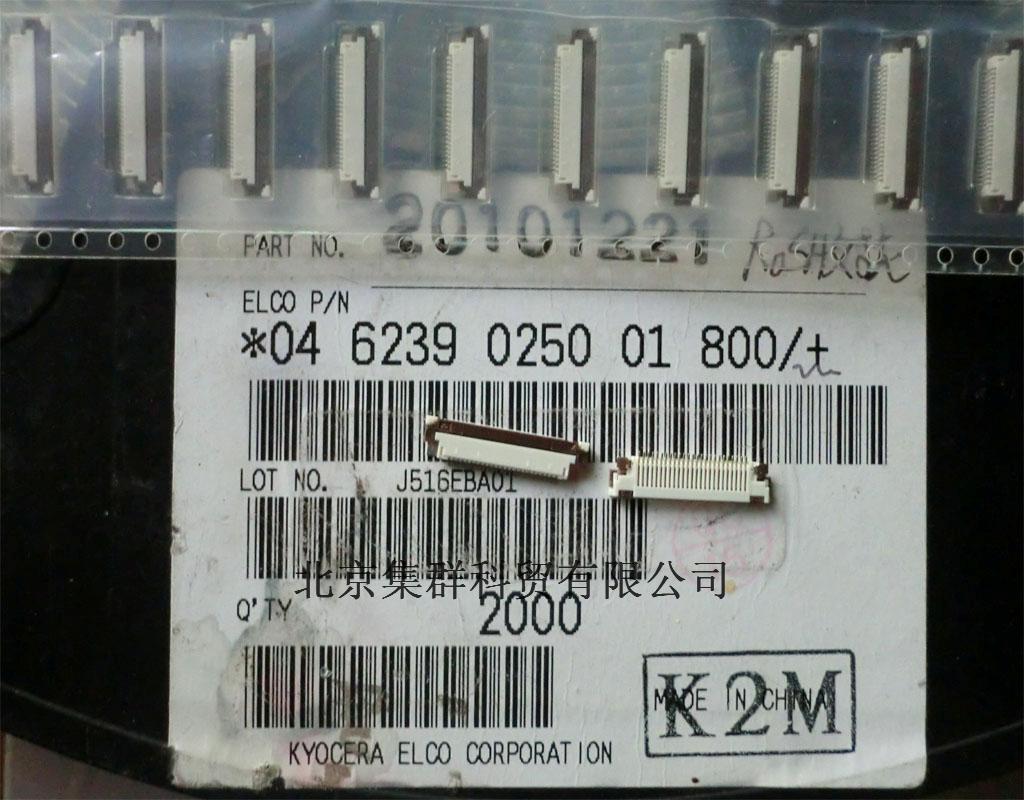 PART NO. 20101221
ELCO P/N
*04 6239 0250 01 800/+
LOT NO. J516EBA01
北京集群科贸有限公司
Q'TY 2000
MADE IN CHINA
K2M
KYOCERA ELCO CORPORATION